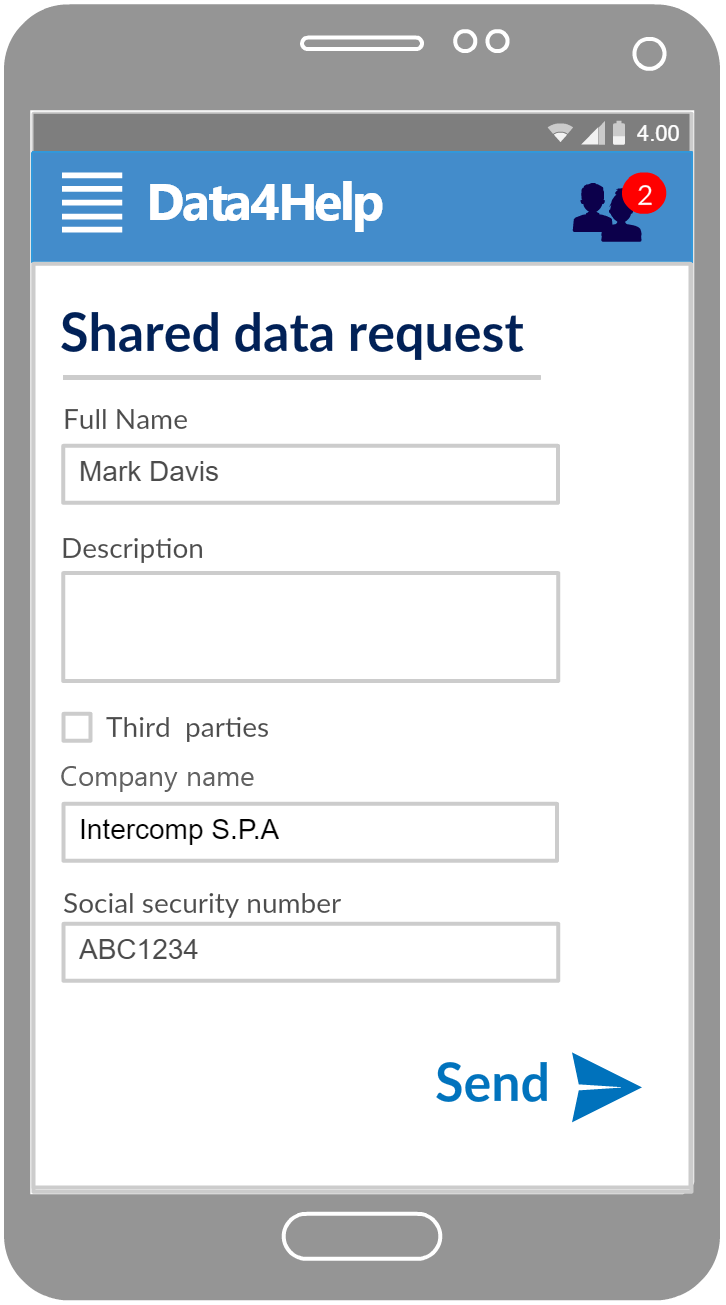 4.00
Data4Help
2
Shared data request
Full Name
Mark Davis
Description
Third parties
Company name
Intercomp S.P.A
Social security number
ABC1234
Send